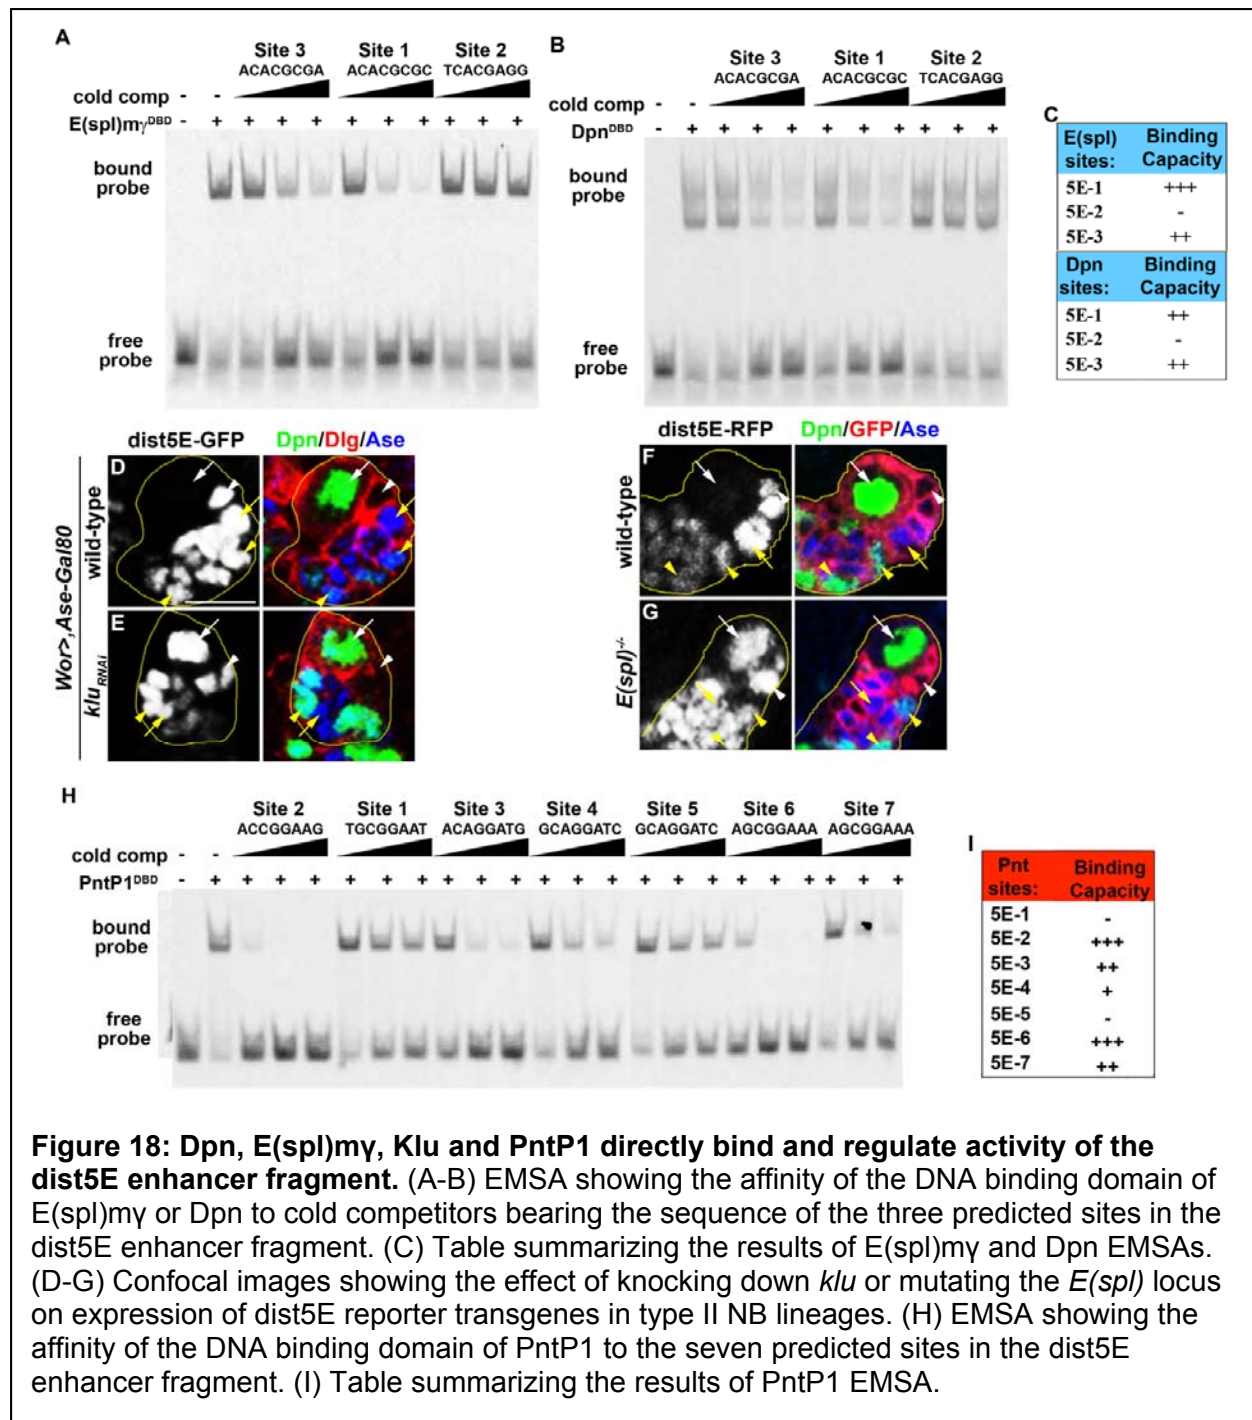 A
Site 3 Site 1 Site 2
ACACGCGA ACACGCGC TCACGAGG
cold comp - -
E(spl)mγDBD - + + + + + + + + + +
bound probe
free probe
B
Site 3 Site 1 Site 2
ACACGCGA ACACGCGC TCACGAGG
cold comp - -
DpnDBD - + + + + + + + + + +
bound probe
free probe
C
E(spl) sites: Binding Capacity
5E-1 +++
5E-2 -
5E-3 ++
Dpn sites: Binding Capacity
5E-1 ++
5E-2 -
5E-3 ++
dist5E-GFP Dpn/Dlg/Ase
Wor>,Ase-Gal80
wild-type
D
kluRNAi
E
dist5E-RFP Dpn/GFP/Ase
wild-type
F
E(spl)-/-
G
H
Site 2 Site 1 Site 3 Site 4 Site 5 Site 6 Site 7
ACCGGAAG TGCGGAAT ACAGGATG GCAGGATC GCAGGATC AGCGGAAA AGCGGAAA
cold comp - -
PntP1DBD - + + + + + + + + + + + + + + + + + + + + + +
bound probe
free probe
I
Pnt sites: Binding Capacity
5E-1 -
5E-2 +++
5E-3 ++
5E-4 +
5E-5 -
5E-6 +++
5E-7 ++
Figure 18: Dpn, E(spl)mγ, Klu and PntP1 directly bind and regulate activity of the
dist5E enhancer fragment. (A-B) EMSA showing the affinity of the DNA binding domain of
E(spl)mγ or Dpn to cold competitors bearing the sequence of the three predicted sites in the
dist5E enhancer fragment. (C) Table summarizing the results of E(spl)mγ and Dpn EMSAs.
(D-G) Confocal images showing the effect of knocking down klu or mutating the E(spl) locus
on expression of dist5E reporter transgenes in type II NB lineages. (H) EMSA showing the
affinity of the DNA binding domain of PntP1 to the seven predicted sites in the dist5E
enhancer fragment. (I) Table summarizing the results of PntP1 EMSA.